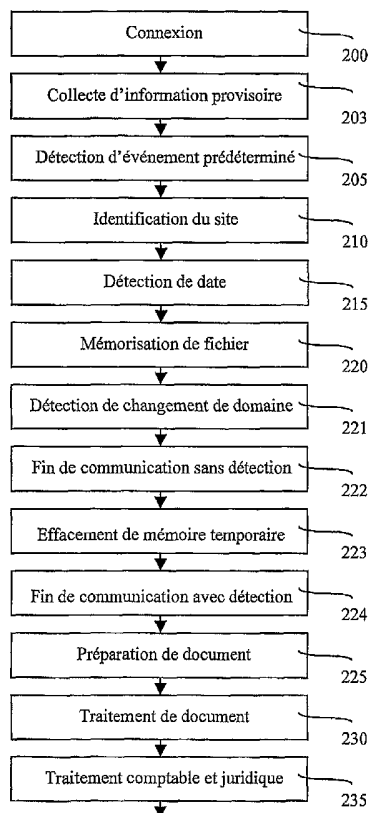 Connexion
200
Collecte d'information provisoire
203
Détection d'événement prédéterminé
205
Identification du site
210
Détection de date
215
Mémorisation de fichier
220
Détection de changement de domaine
221
Fin de communication sans détection
222
Effacement de mémoire temporaire
223
Fin de communication avec détection
224
Préparation de document
225
Traitement de document
230
Traitement comptable et juridique
235